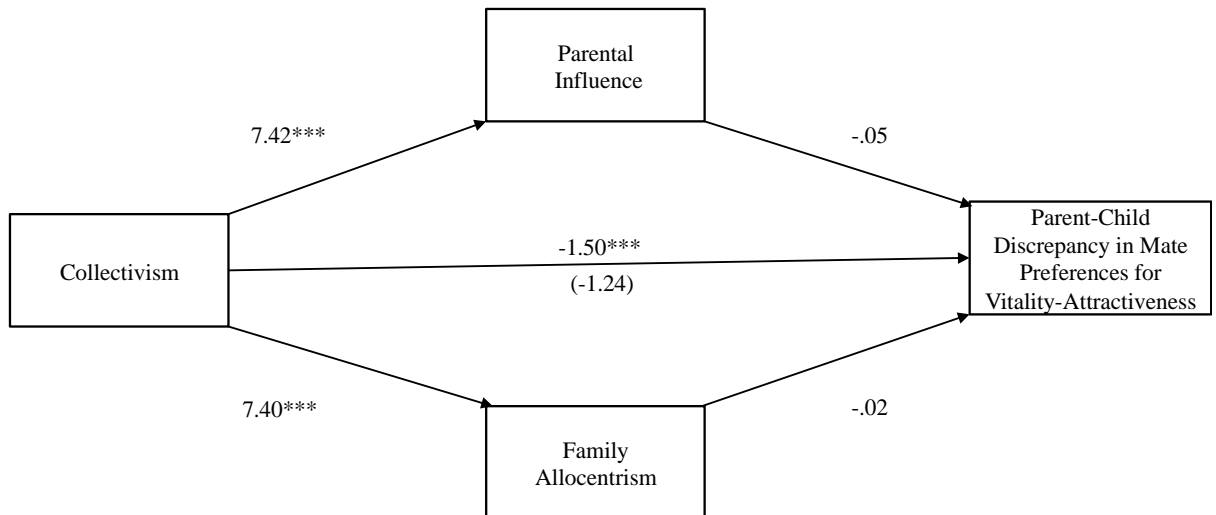 Parental
Influence
7.42***
-.05
Collectivism
-1.50***
(-1.24)
Parent-Child
Discrepancy in Mate
Preferences for
Vitality-Attractiveness
7.40***
-.02
Family
Allocentrism